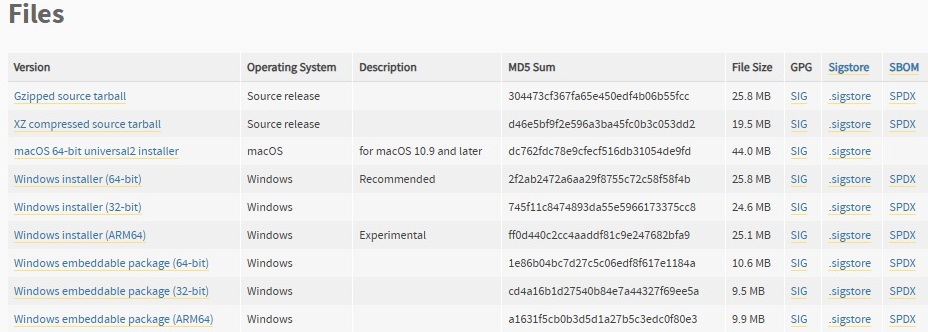 Files
Version Operating System Description MD5 Sum File Size GPG Sigstore SBOM
Gzipped source tarball Source release 304473cf367fa65e450edf4b06b55fcc 25.8 MB SIG .sigstore SPDX
XZ compressed source tarball Source release d46e5bf9f2e596a3ba45fc0b3c053dd2 19.5 MB SIG .sigstore SPDX
macOS 64-bit universal2 installer macOS for macOS 10.9 and later dc762fdc78e9cfecf516db31054de9fd 44.0 MB SIG .sigstore
Windows installer (64-bit) Windows Recommended 2f2ab2472a6aa29f8755c72c58f58f4b 25.8 MB SIG .sigstore SPDX
Windows installer (32-bit) Windows 745f11c8474893da55e5966173375cc8 24.6 MB SIG .sigstore SPDX
Windows installer (ARM64) Windows Experimental ff0d440c2cc4aaddf81c9e247682bfa9 25.1 MB SIG .sigstore SPDX
Windows embeddable package (64-bit) Windows 1e86b04bc7d27c5c06edf8f617e1184a 10.6 MB SIG .sigstore SPDX
Windows embeddable package (32-bit) Windows cd4a16b1d27540b84e7a44327f69ee5a 9.5 MB SIG .sigstore SPDX
Windows embeddable package (ARM64) Windows a1631f5cb0b3d5d1a27b5c3edc0f80e3 9.9 MB SIG .sigstore SPDX